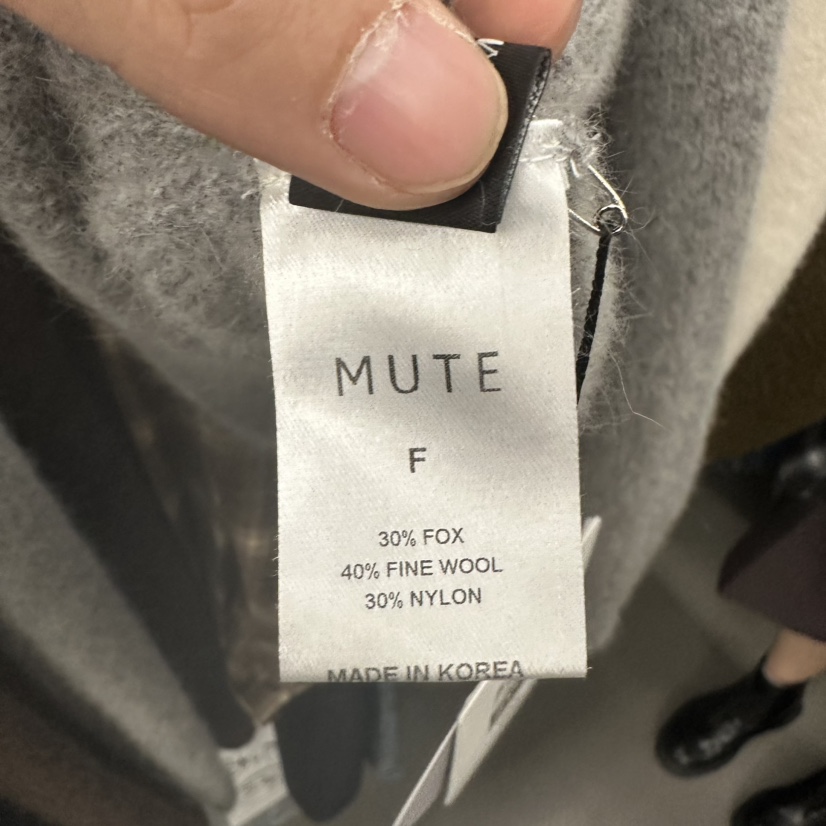 MUTE
F
30% FOX
40% FINE WOOL
30% NYLON
MADE IN KOREA